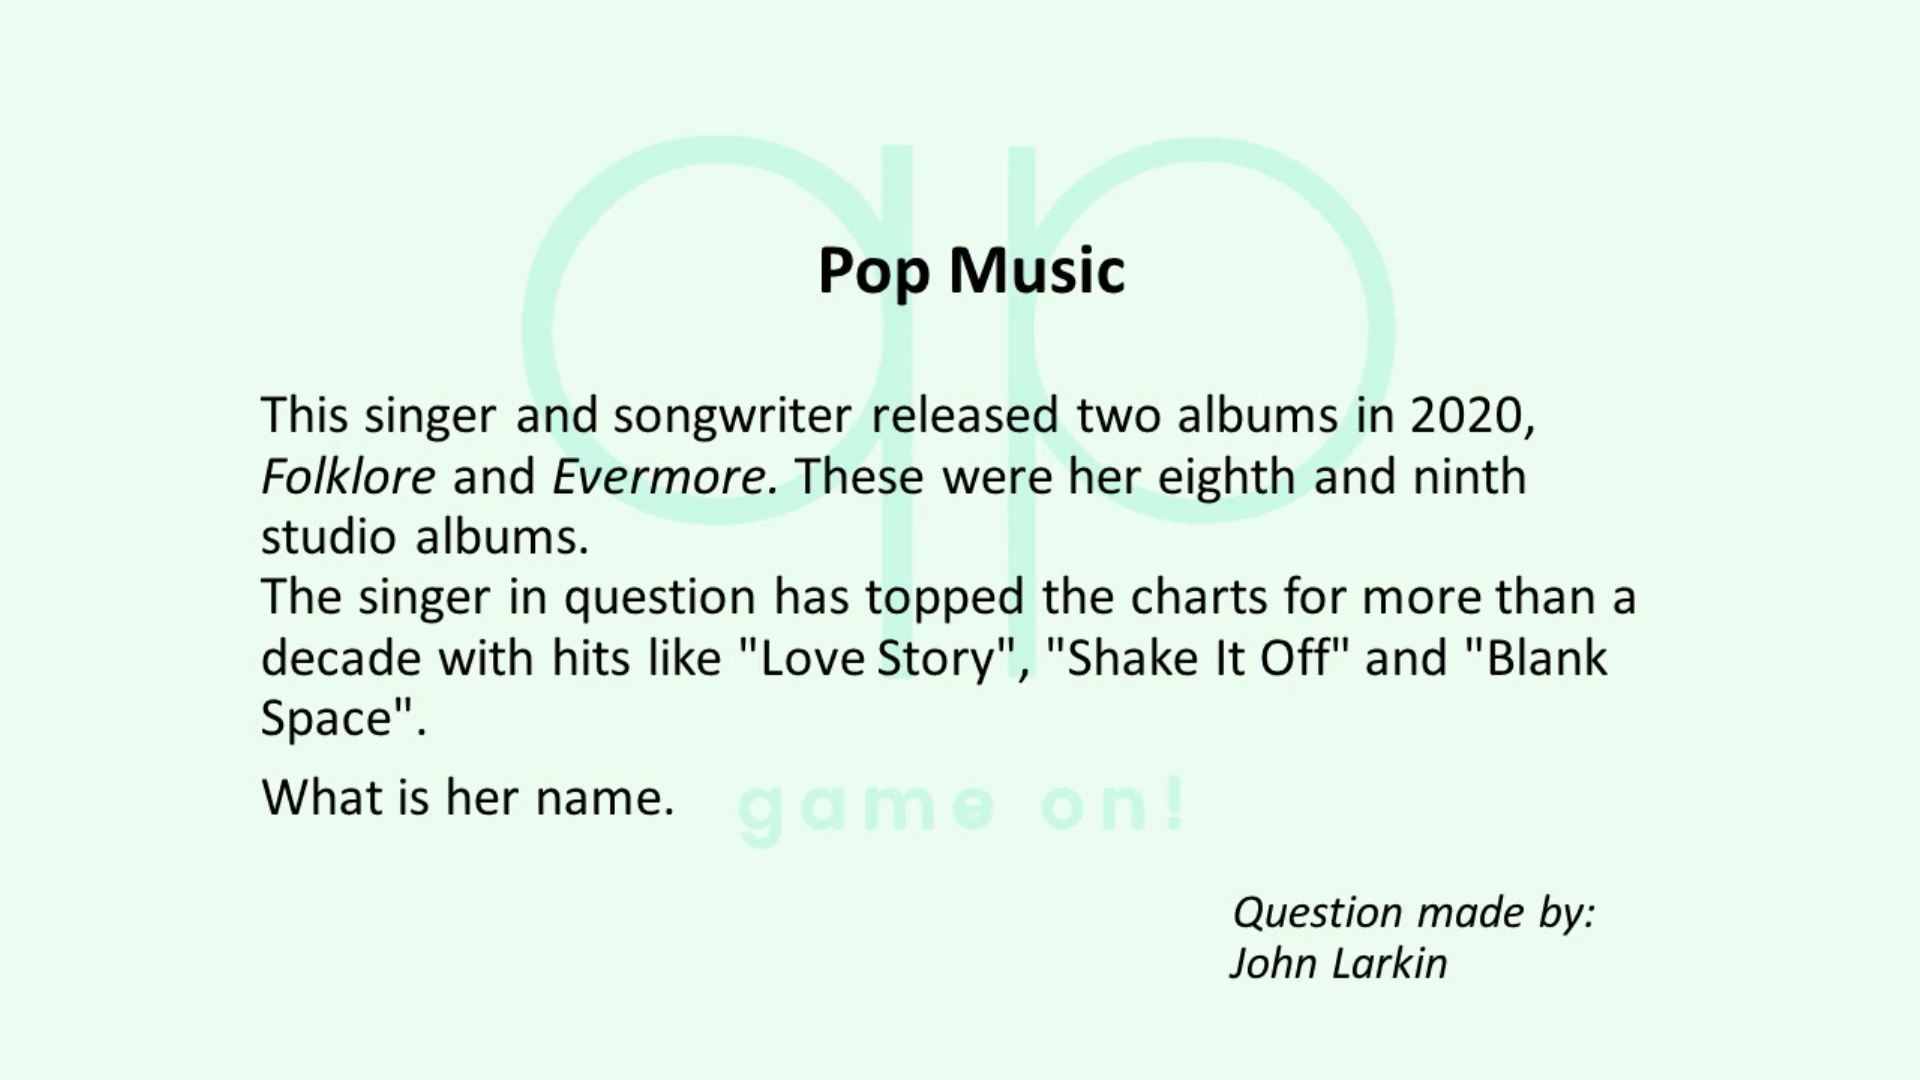 Pop Music
This singer and songwriter released two albums in 2020,
Folklore and Evermore. These were her eighth and ninth
studio albums.
The singer in question has topped the charts for more than a
decade with hits like "Love Story", "Shake It Off" and "Blank
Space".
What is her name.
game on!
Question made by:
John Larkin